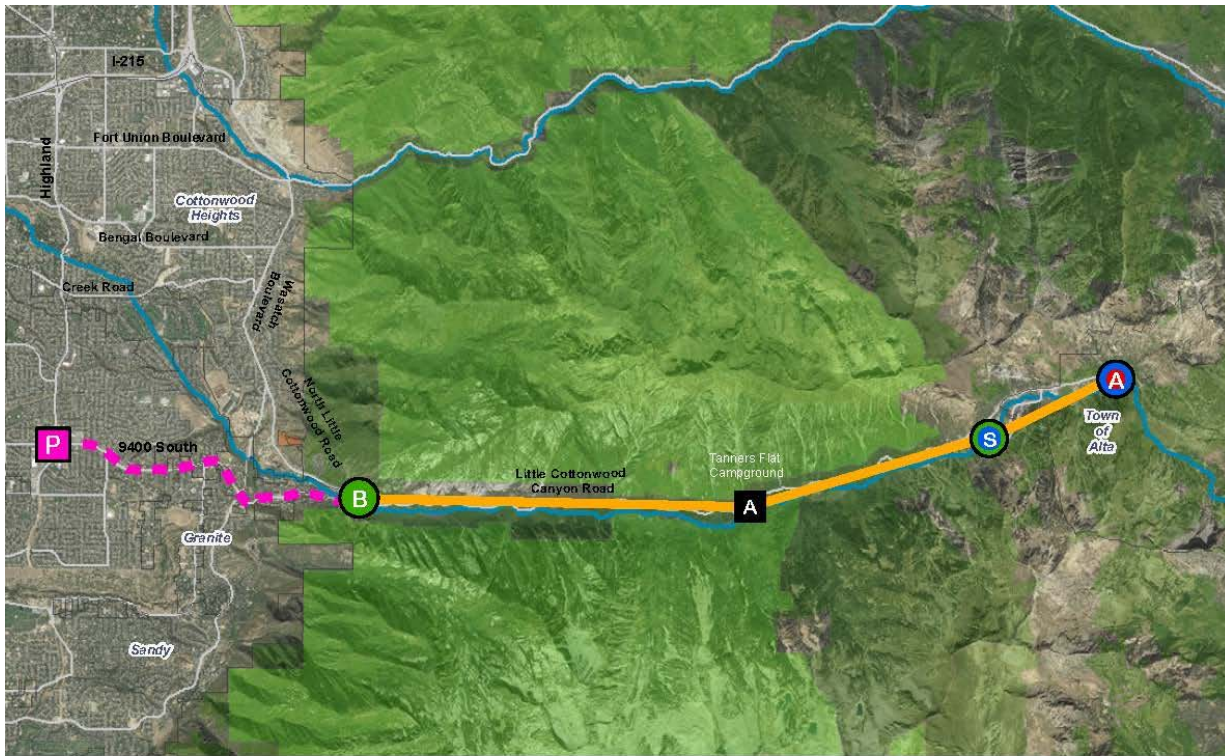 I-215
Fort Union Boulevard
Highland
Cottonwood
Heights
Bengal Boulevard
Creek Road
Wasatch
Boulevard
North Little
Cottonwood Road
A
P
9400 South
S
Town
of
Alta
Tanners Flat
Campground
Little Cottonwood
Canyon Road
B
A
Granite
Sandy